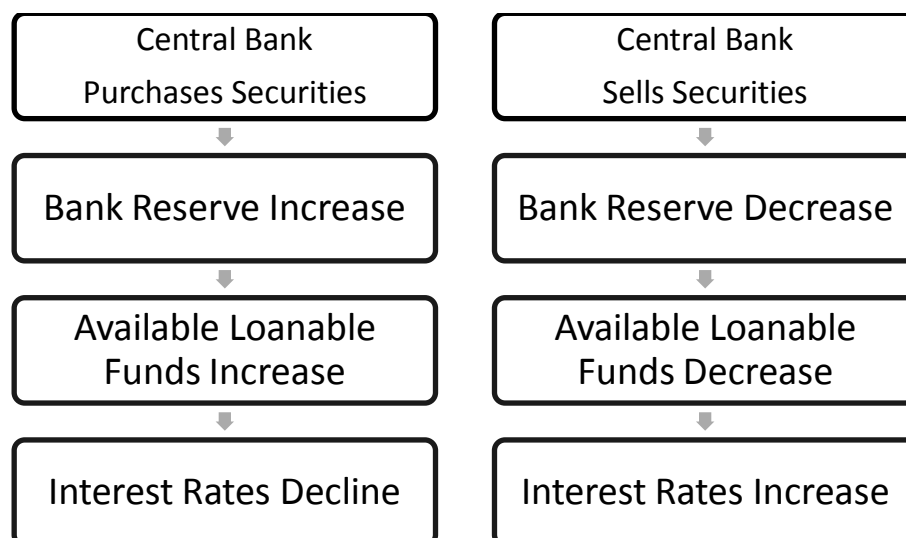 Central Bank
Purchases Securities
Bank Reserve Increase
Available Loanable
Funds Increase
Interest Rates Decline
Central Bank
Sells Securities
Bank Reserve Decrease
Available Loanable
Funds Decrease
Interest Rates Increase